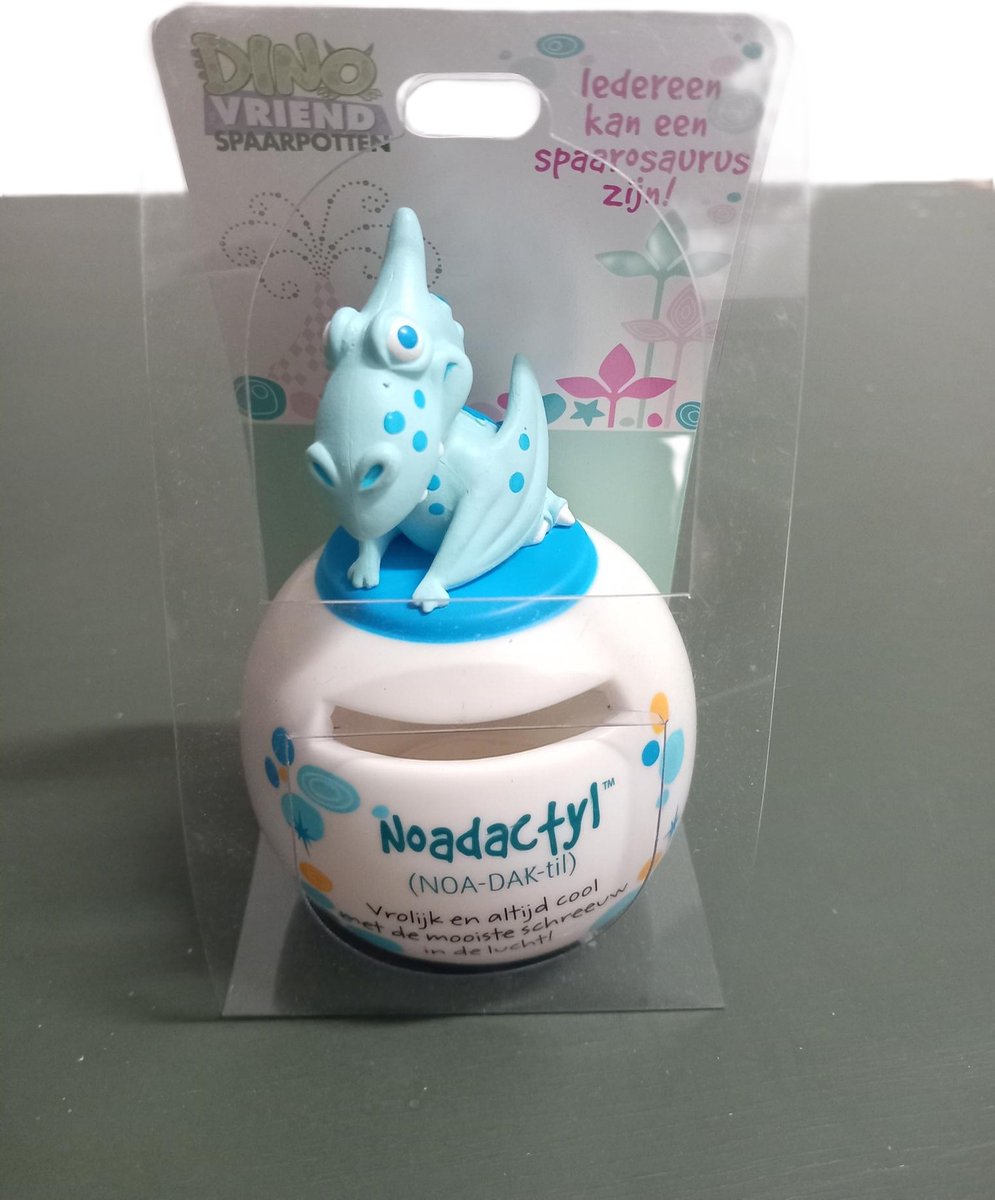 DINO
VRIEND
SPAARPOTTEN
Iedereen
kan een
spaarosaurus
zijn!
Noadactyl™
(NOA-DAK-til)
Vrolijk en altijd cool
met de mooiste schreeuw
in de lucht!